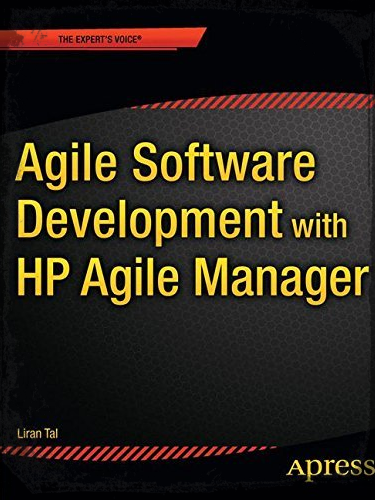 THE EXPERT'S VOICE®
Agile Software
Development with
HP Agile Manager
Liran Tal
Apress